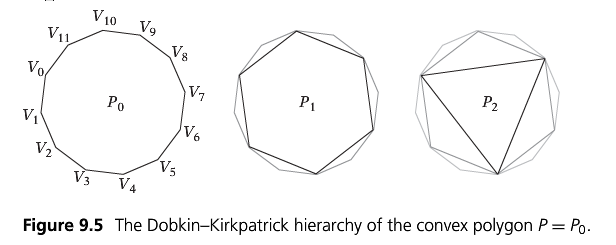 V10
V11
V9
V8
V0
P0
P1
P2
V7
V1
V6
V2
V5
V3
V4
Figure 9.5 The Dobkin–Kirkpatrick hierarchy of the convex polygon P = P0.